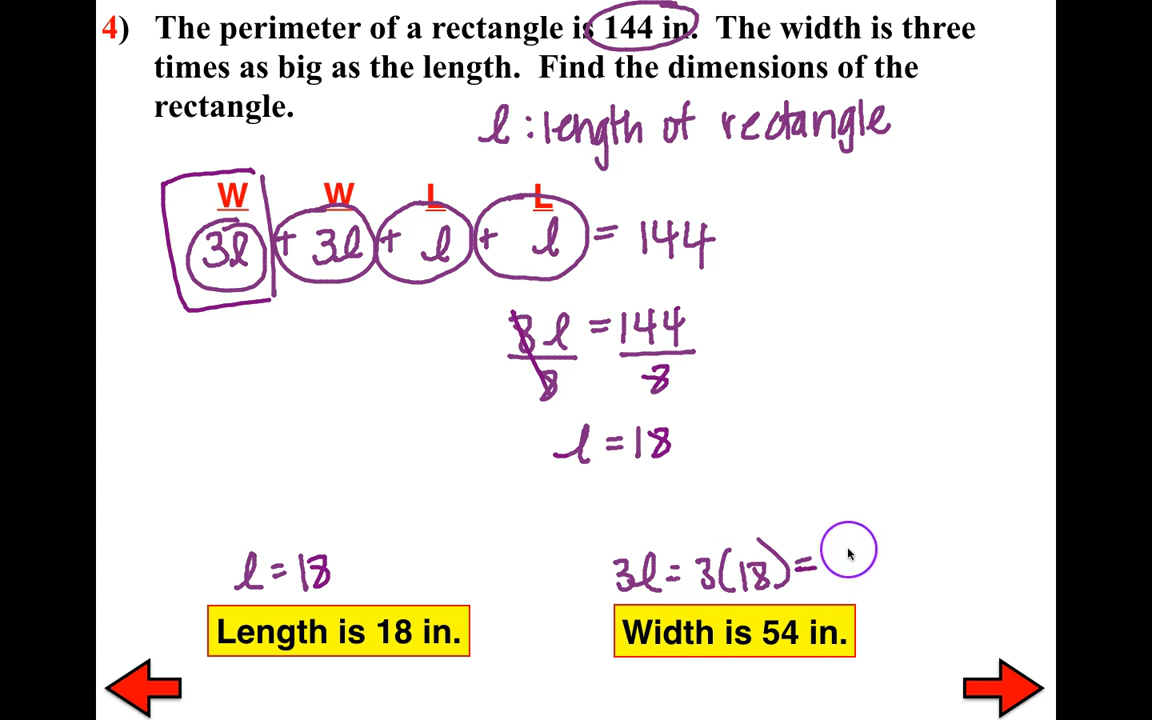 4) The perimeter of a rectangle is 144 in. The width is three
times as big as the length. Find the dimensions of the
rectangle.
l : length of rectangle
W W L L
3l + 3l + l + l = 144
8l = 144
8 8
l = 18
l = 18 3l = 3(18) =
Length is 18 in. Width is 54 in.